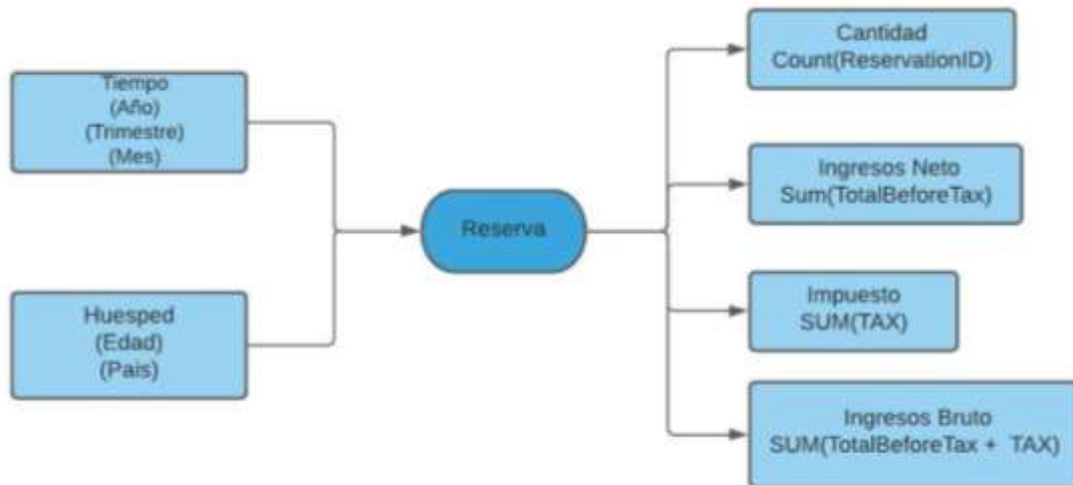 Tiempo
(Año)
(Trimestre)
(Mes)
Huesped
(Edad)
(Pais)
Reserva
Cantidad
Count(ReservationID)
Ingresos Neto
Sum(TotalBeforeTax)
Impuesto
SUM(TAX)
Ingresos Bruto
SUM(TotalBeforeTax + TAX)